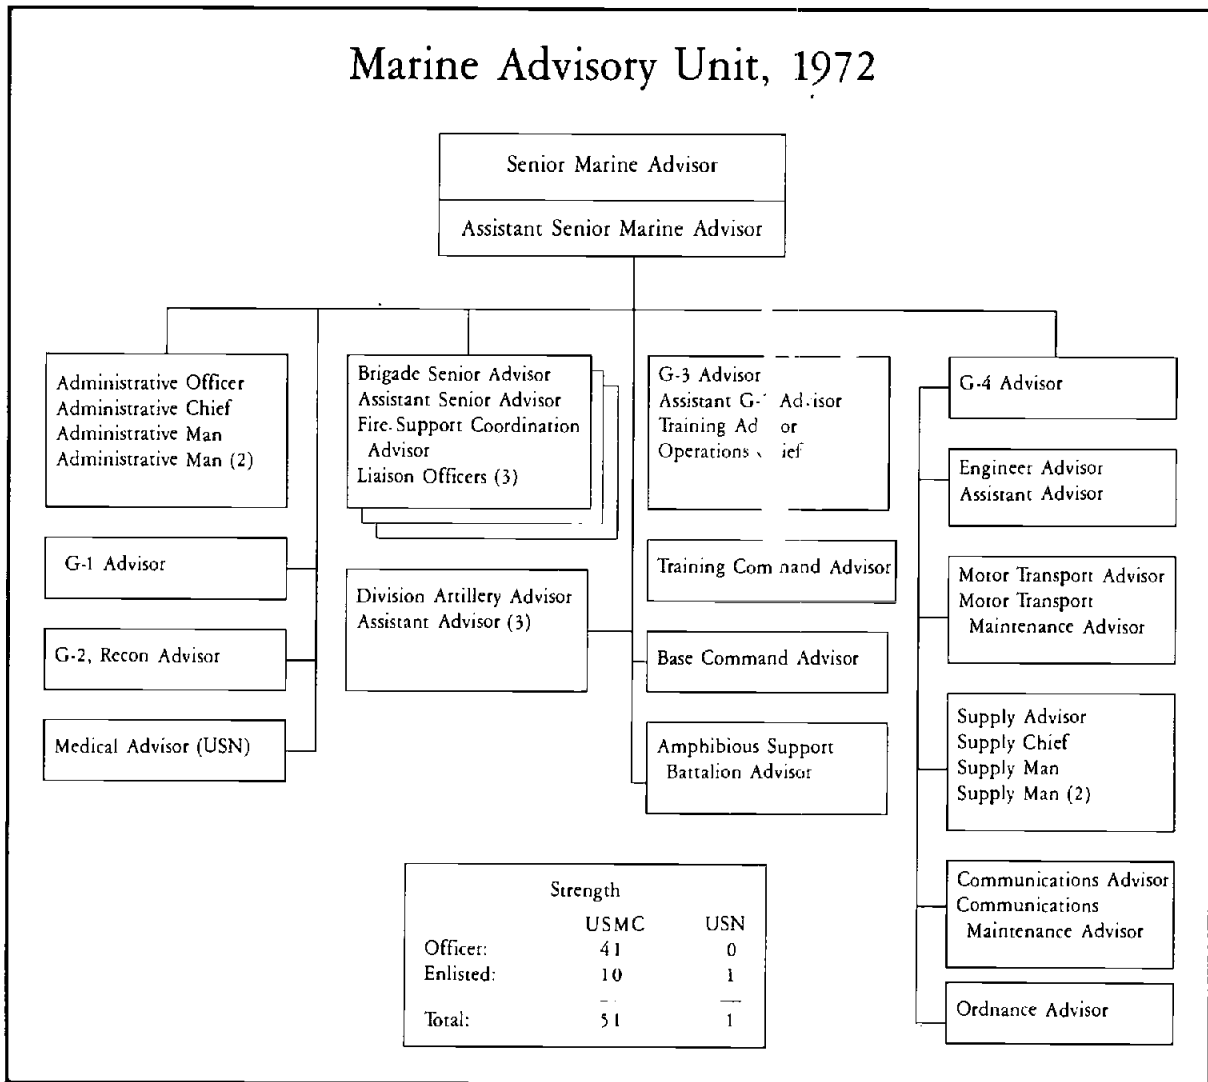 Marine Advisory Unit, 1972
Senior Marine Advisor
Assistant Senior Marine Advisor
Administrative Officer
Administrative Chief
Administrative Man
Administrative Man (2)
G-1 Advisor
G-2, Recon Advisor
Medical Advisor (USN)
Brigade Senior Advisor
Assistant Senior Advisor
Fire-Support Coordination
Advisor
Liaison Officers (3)
Division Artillery Advisor
Assistant Advisor (3)
G-3 Advisor
Assistant Advisor
Training
Operations
Training Command Advisor
Base Command Advisor
Amphibious Support
Battalion Advisor
G-4 Advisor
Engineer Advisor
Assistant Advisor
Motor Transport Advisor
Motor Transport
Maintenance Advisor
Supply Advisor
Supply Chief
Supply Man
Supply Man (2)
Communications Advisor
Communications
Maintenance Advisor
Ordnance Advisor
Strength
USMC USN
Officer: 41 0
Enlisted: 10 1
Total: 51 1